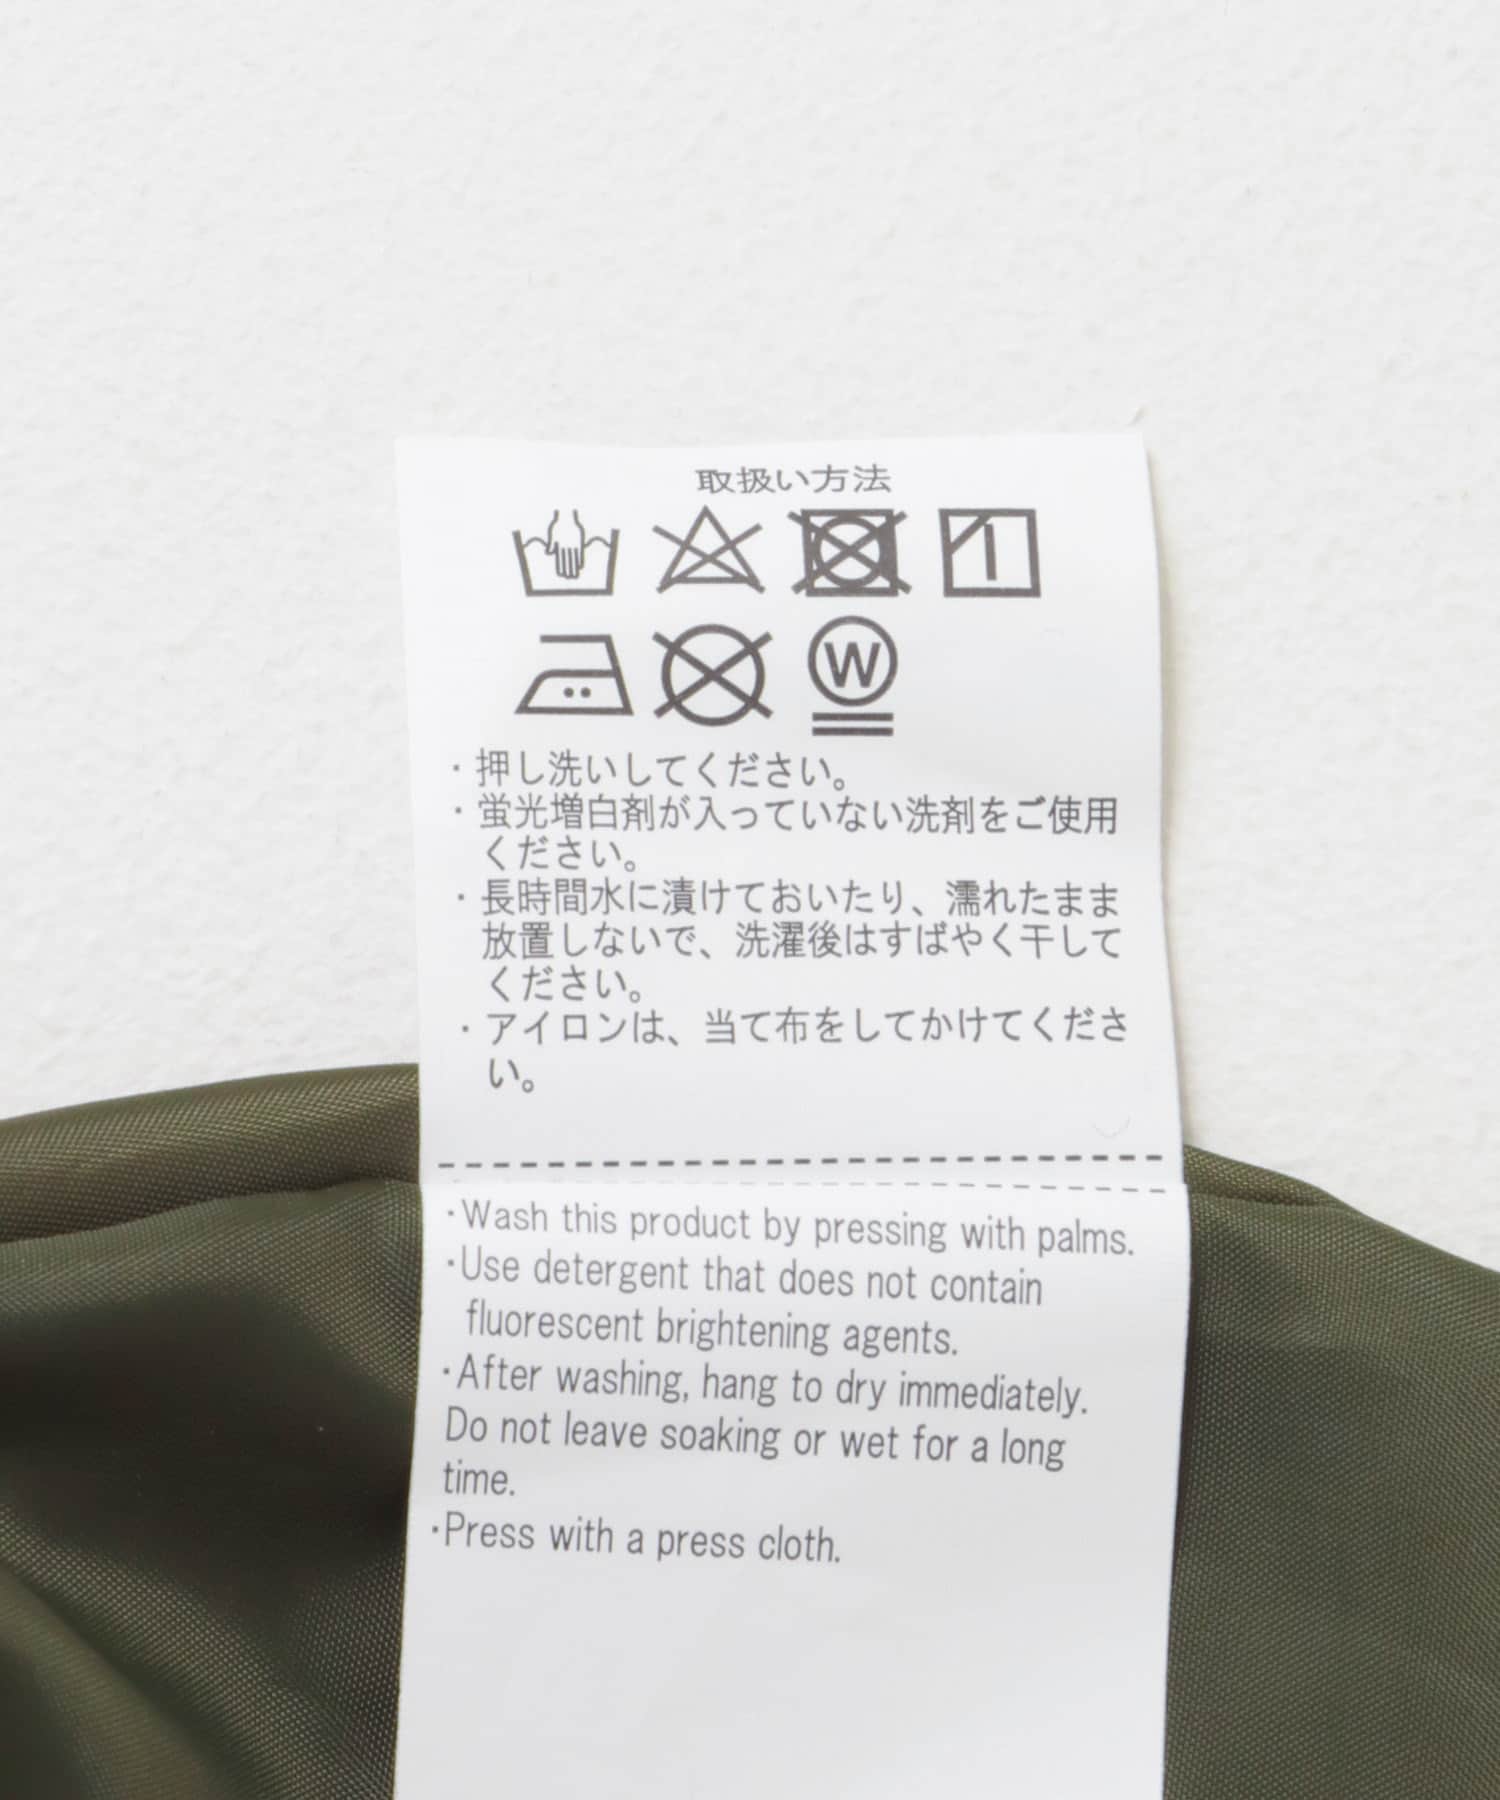 取扱い方法
W
・押し洗いしてください。
・蛍光増白剤が入っていない洗剤をご使用
ください。
・長時間水に漬けておいたり、濡れたまま
放置しないで、洗濯後はすばやく干して
ください。
・アイロンは、当て布をしてかけてくださ
い。
・Wash this product by pressing with palms.
・Use detergent that does not contain
fluorescent brightening agents.
・After washing, hang to dry immediately.
Do not leave soaking or wet for a long
time.
・Press with a press cloth.